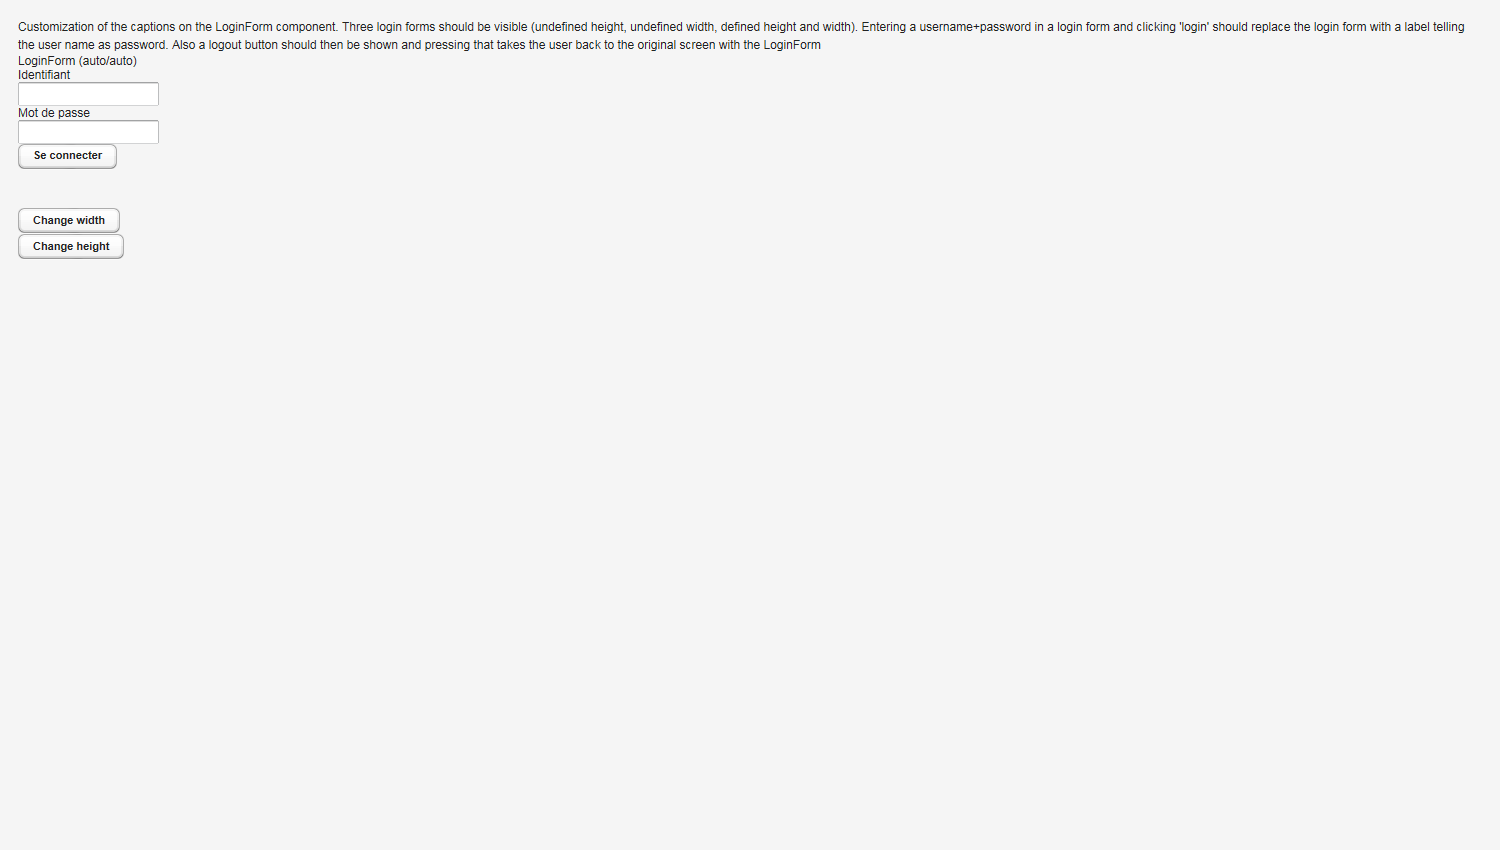 Customization of the captions on the LoginForm component. Three login forms should be visible (undefined height, undefined width, defined height and width). Entering a username+password in a login form and clicking 'login' should replace the login form with a label telling
the user name as password. Also a logout button should then be shown and pressing that takes the user back to the original screen with the LoginForm
LoginForm (auto/auto)
Identifiant
Mot de passe
Se connecter
Change width
Change height